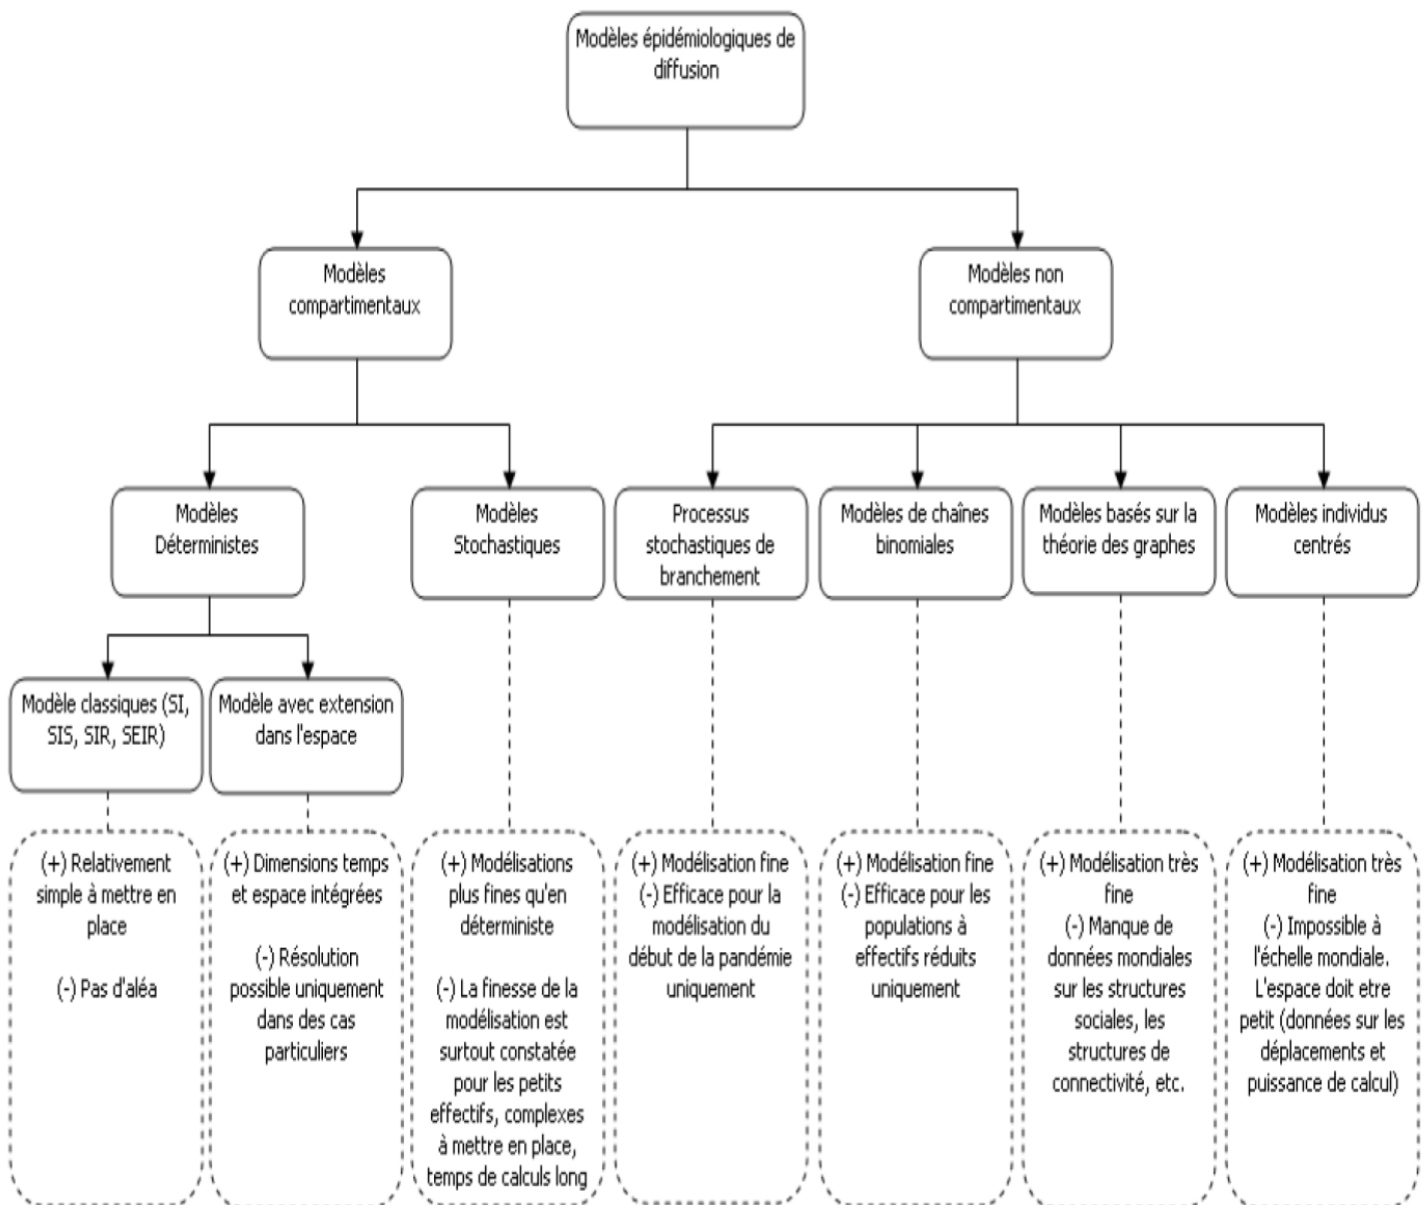 Modèles épidémiologiques de
diffusion
Modèles
compartimentaux
Modèles non
compartimentaux
Modèles
Déterministes
Modèles
Stochastiques
Processus
stochastiques de
branchement
Modèles de chaînes
binomiales
Modèles basés sur la
théorie des graphes
Modèles individus
centrés
Modèle classiques (SI,
SIS, SIR, SEIR)
Modèle avec extension
dans l'espace
(+) Relativement
simple à mettre en
place
(-) Pas d'aléa
(+) Dimensions temps
et espace intégrées
(-) Résolution
possible uniquement
dans des cas
particuliers
(+) Modélisations
plus fines qu'en
déterministe
(-) La finesse de la
modélisation est
surtout constatée
pour les petits
effectifs, complexes
à mettre en place,
temps de calculs long
(+) Modélisation fine
(-) Efficace pour la
modélisation du
début de la pandémie
uniquement
(+) Modélisation fine
(-) Efficace pour les
populations à
effectifs réduits
uniquement
(+) Modélisation très
fine
(-) Manque de
données mondiales
sur les structures
sociales, les
structures de
connectivité, etc.
(+) Modélisation très
fine
(-) Impossible à
l'échelle mondiale.
L'espace doit etre
petit (données sur les
déplacements et
puissance de calcul)